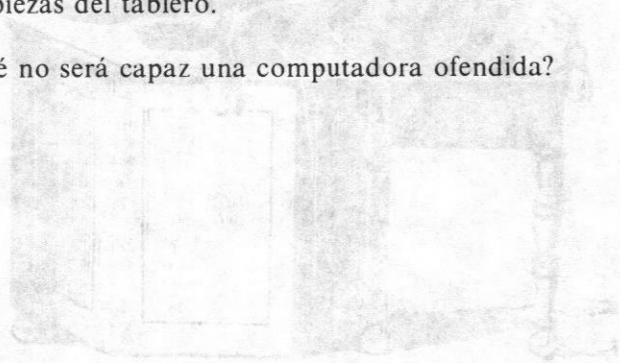 piezas del tablero.
é no será capaz una computadora ofendida?